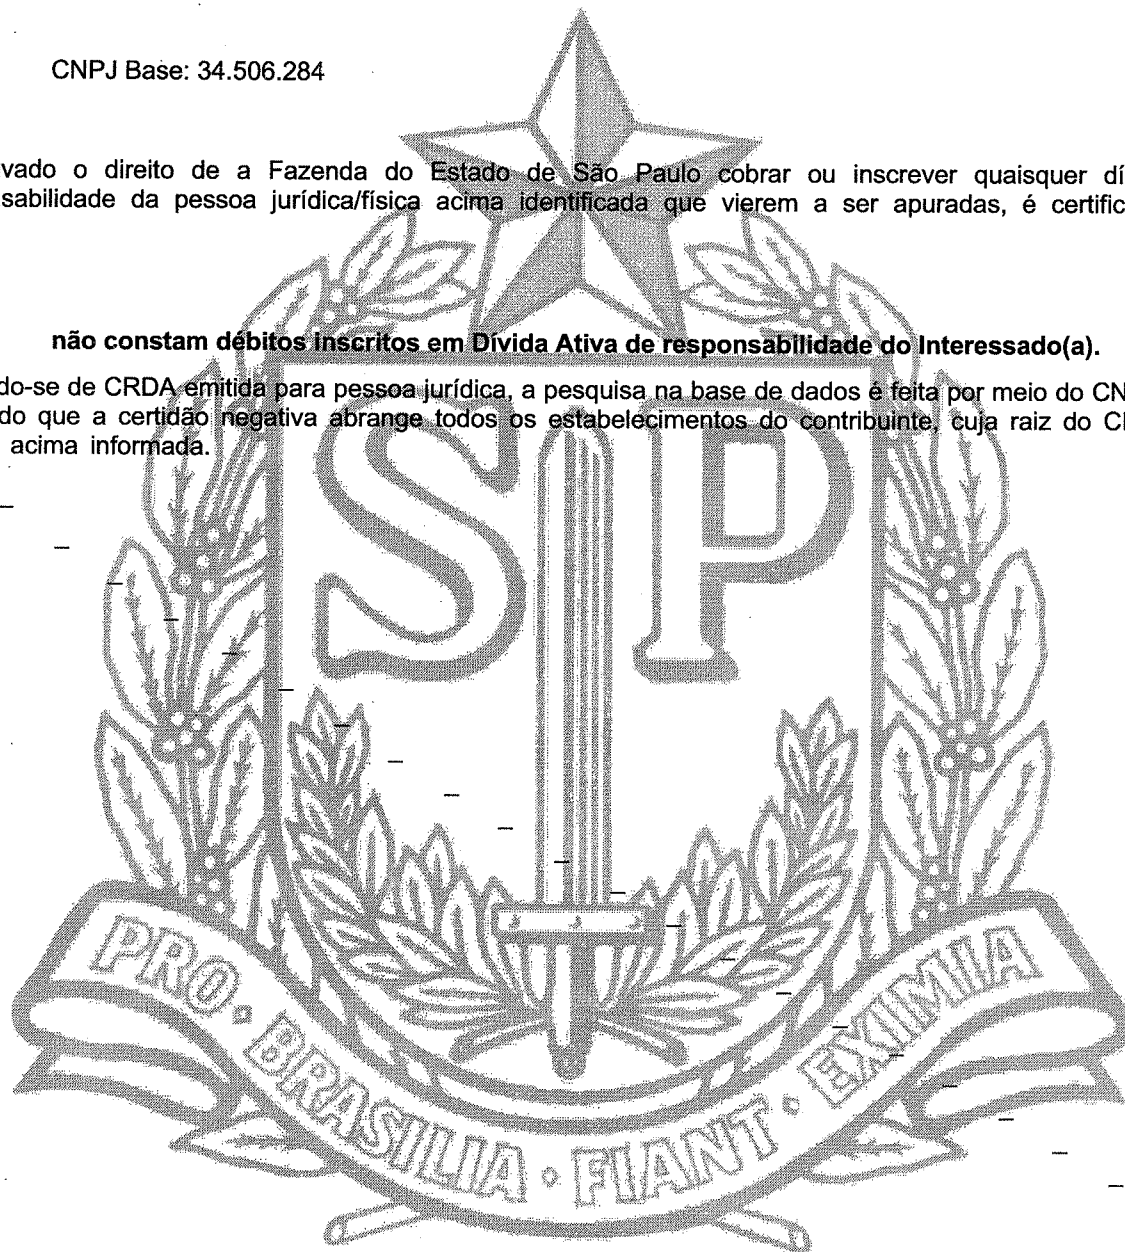 CNPJ Base: 34.506.284
vado o direito de a Fazenda do Estado de São Paulo cobrar ou inscrever quaisquer dí
sabilidade da pessoa jurídica/física acima identificada que vierem a ser apuradas, é certific
não constam débitos inscritos em Dívida Ativa de responsabilidade do Interessado(a).
do-se de CRDA emitida para pessoa jurídica, a pesquisa na base de dados é feita por meio do CN
do que a certidão negativa abrange todos os estabelecimentos do contribuinte, cuja raiz do C
acima informada.
SP
PRO · BRASILIA · FIANT · EXIMIA